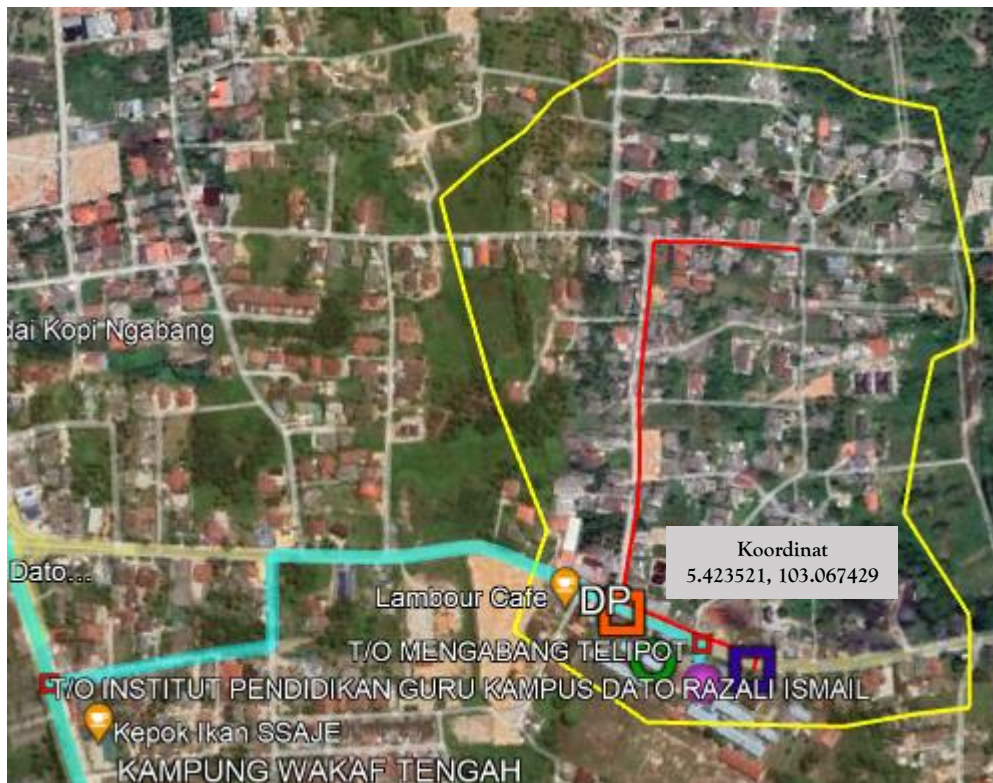 dai Kopi Ngabang
Koordinat
5.423521, 103.067429
Dato...
Lambour Cafe
DP
T/O MENGABANG TELIPOT
T/O INSTITUT PENDIDIKAN GURU KAMPUS DATO RAZALI ISMAIL
Kepok Ikan SSAJE
KAMPUNG WAKAF TENGAH